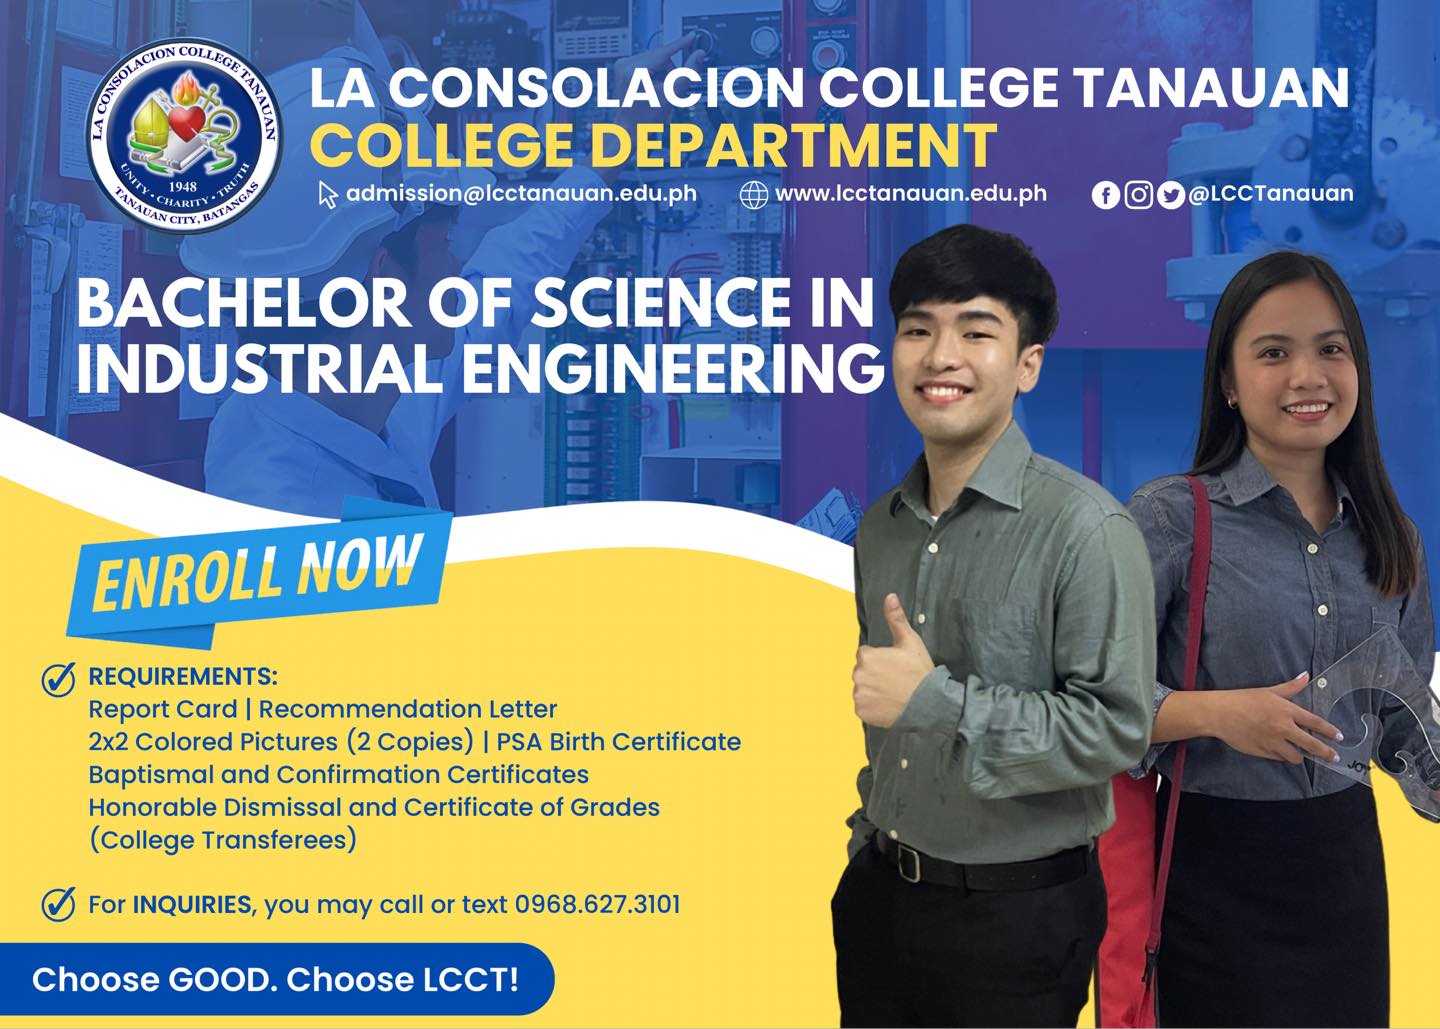 LA CONSOLACION COLLEGE TANAUAN
UNITY • CHARITY • TRUTH
1948
TANAUAN CITY, BATANGAS
LA CONSOLACION COLLEGE TANAUAN
COLLEGE DEPARTMENT
admission@lcctanauan.edu.ph www.lcctanauan.edu.ph @LCCTanauan
BACHELOR OF SCIENCE IN
INDUSTRIAL ENGINEERING
ENROLL NOW
REQUIREMENTS:
Report Card | Recommendation Letter
2x2 Colored Pictures (2 Copies) | PSA Birth Certificate
Baptismal and Confirmation Certificates
Honorable Dismissal and Certificate of Grades
(College Transferees)
For INQUIRIES, you may call or text 0968.627.3101
Choose GOOD. Choose LCCT!